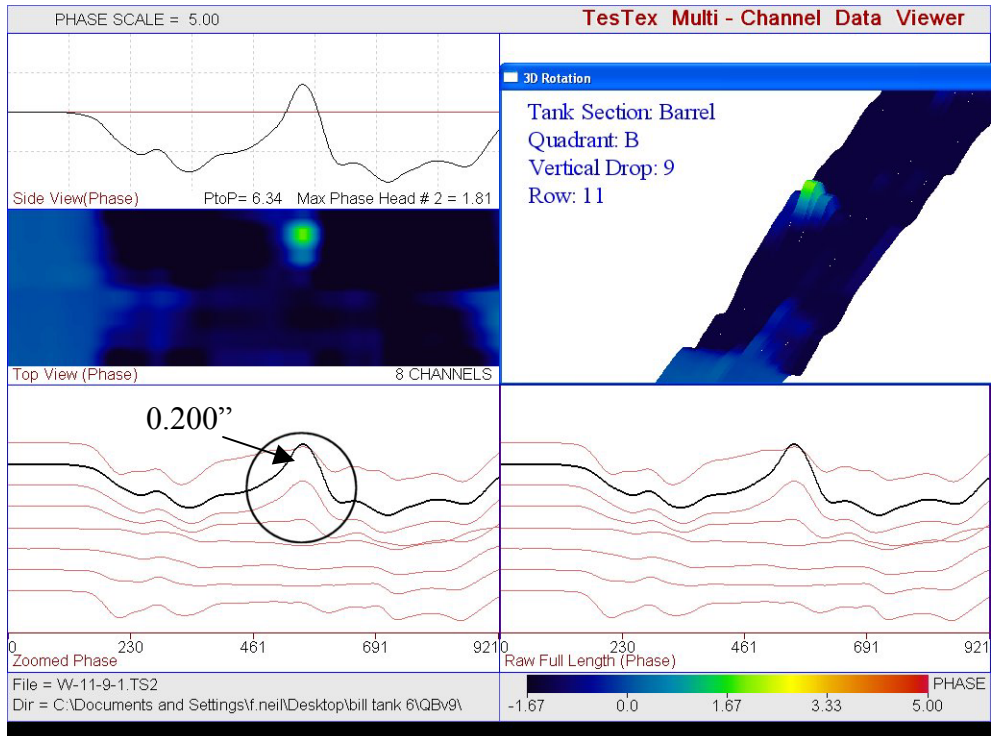 PHASE SCALE = 5.00
TesTex Multi - Channel Data Viewer
3D Rotation
Tank Section: Barrel
Quadrant: B
Vertical Drop: 9
Row: 11
Side View(Phase) PtoP= 6.34 Max Phase Head # 2 = 1.81
Top View (Phase) 8 CHANNELS
0.200”
0 230 461 691 921
Zoomed Phase
0 230 461 691 921
Raw Full Length (Phase)
File = W-11-9-1.TS2
Dir = C:\Documents and Settings\f.neil\Desktop\bill tank 6\QBv9\
PHASE
-1.67 0.0 1.67 3.33 5.00